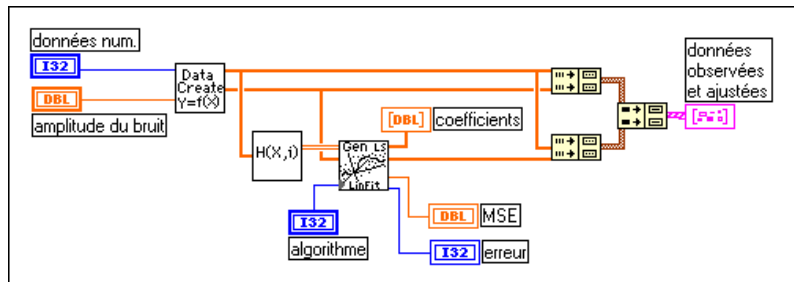 données num.
I32
DBL
amplitude du bruit
Data
Create
Y=f(X)
H(X,i)
Gen LS
LinFit
I32
algorithme
[DBL]
coefficients
DBL
MSE
I32
erreur
données
observées
et ajustées